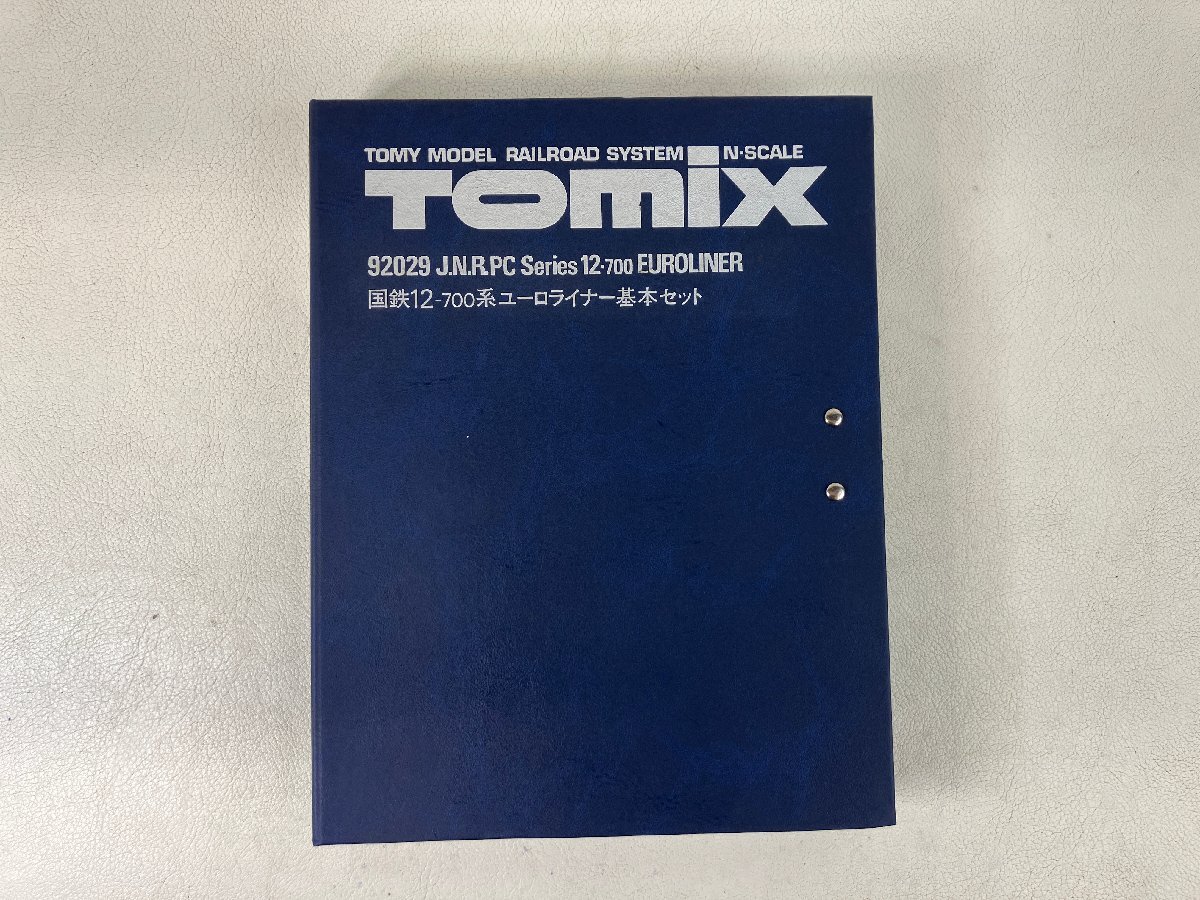 TOMY MODEL RAILROAD SYSTEM N·SCALE
TOMIX
92029 J.N.R.PC Series 12-700 EUROLINER
国鉄12-700系ユーロライナー基本セット